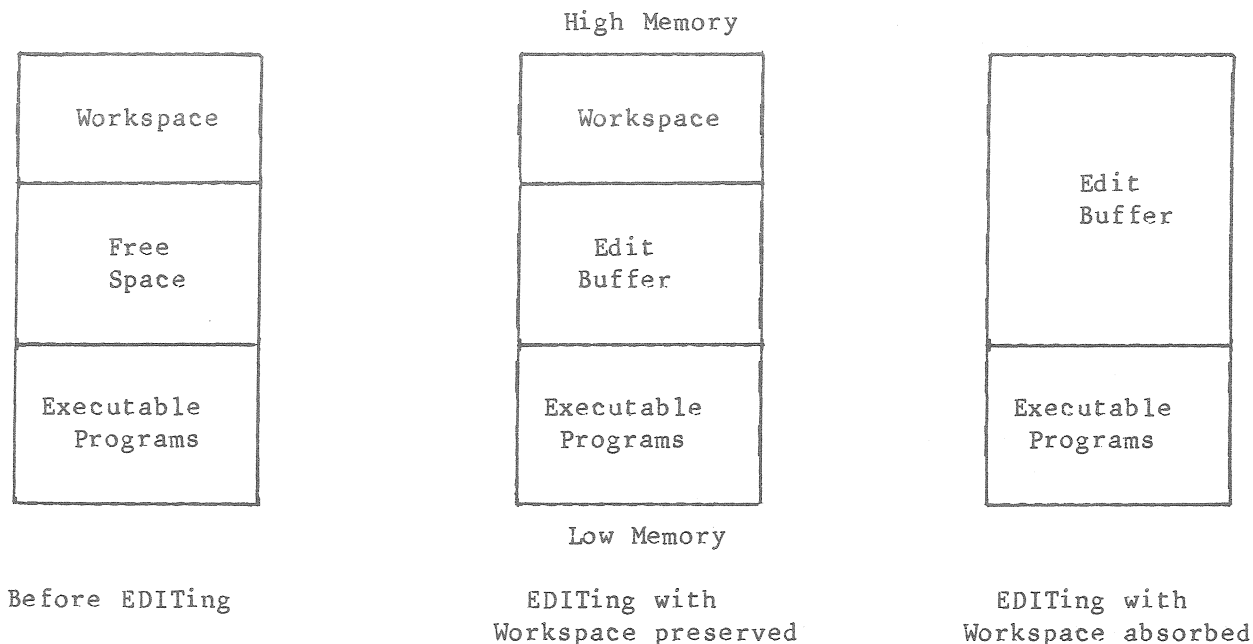 High Memory
Workspace
Free
Space
Executable
Programs
Workspace
Edit
Buffer
Executable
Programs
Edit
Buffer
Executable
Programs
Low Memory
Before EDITing
EDITing with
Workspace preserved
EDITing with
Workspace absorbed